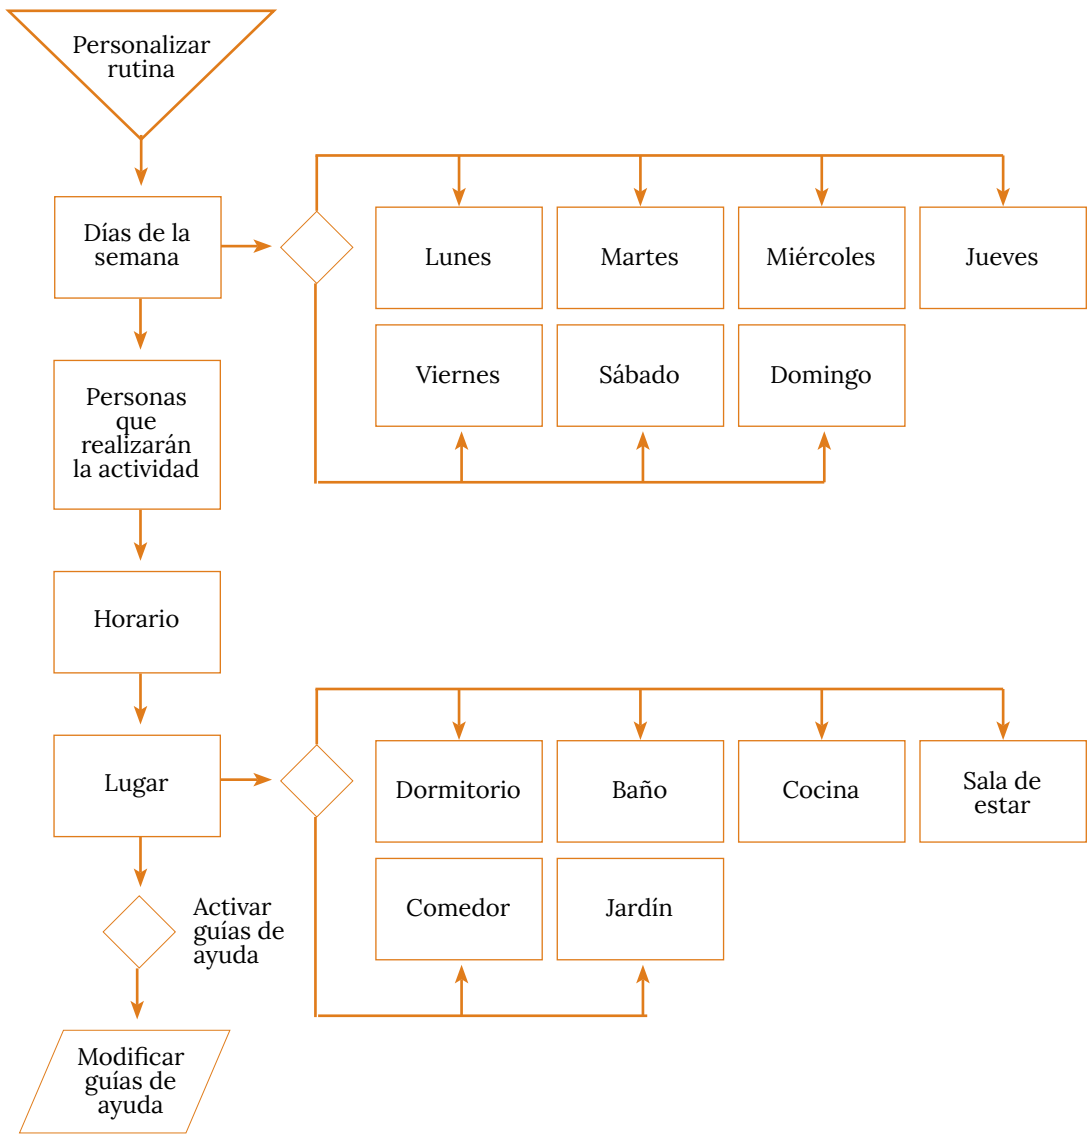 Personalizar
rutina
Días de la
semana
Lunes
Martes
Miércoles
Jueves
Viernes
Sábado
Domingo
Personas
que
realizarán
la actividad
Horario
Lugar
Dormitorio
Baño
Cocina
Sala de
estar
Comedor
Jardín
Activar
guías de
ayuda
Modificar
guías de
ayuda